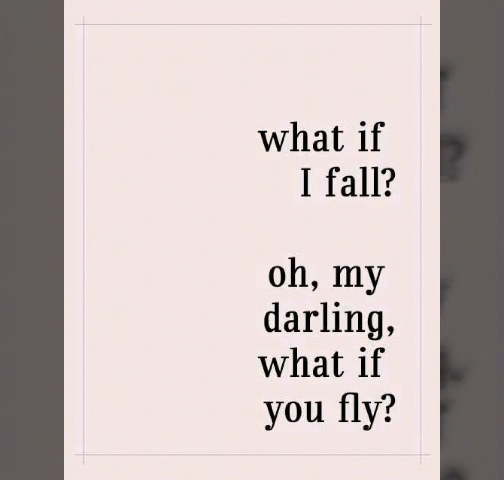 what if
I fall?
oh, my
darling,
what if
you fly?